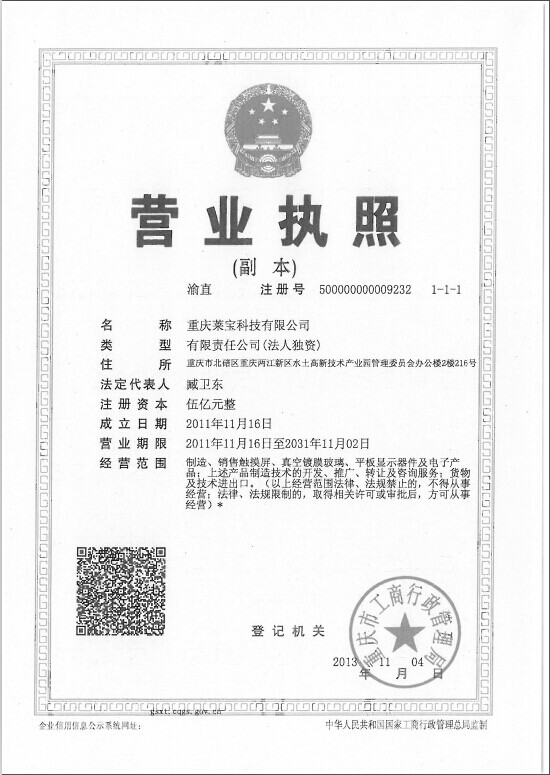 营业执照
(副 本)
渝直 注册号 500000000009232 1-1-1
名 称 重庆莱宝科技有限公司
类 型 有限责任公司(法人独资)
住 所 重庆市北碚区重庆两江新区水土高新技术产业园管理委员会办公楼2楼216号
法定代表人 臧卫东
注册资本 伍亿元整
成立日期 2011年11月16日
营业期限 2011年11月16日至2031年11月02日
经营范围 制造、销售触摸屏、真空镀膜玻璃、平板显示器件及电子产
品；上述产品制造技术的开发、推广、转让及咨询服务；货物
及技术进出口。（以上经营范围法律、法规禁止的，不得从事
经营；法律、法规限制的，取得相关许可或审批后，方可从事
经营）*
重庆市工商行政管理局
登记机关
2013 11 04
年 月 日
gsxt.cqgs.gov.cn
企业信用信息公示系统网址：
中华人民共和国国家工商行政管理总局监制